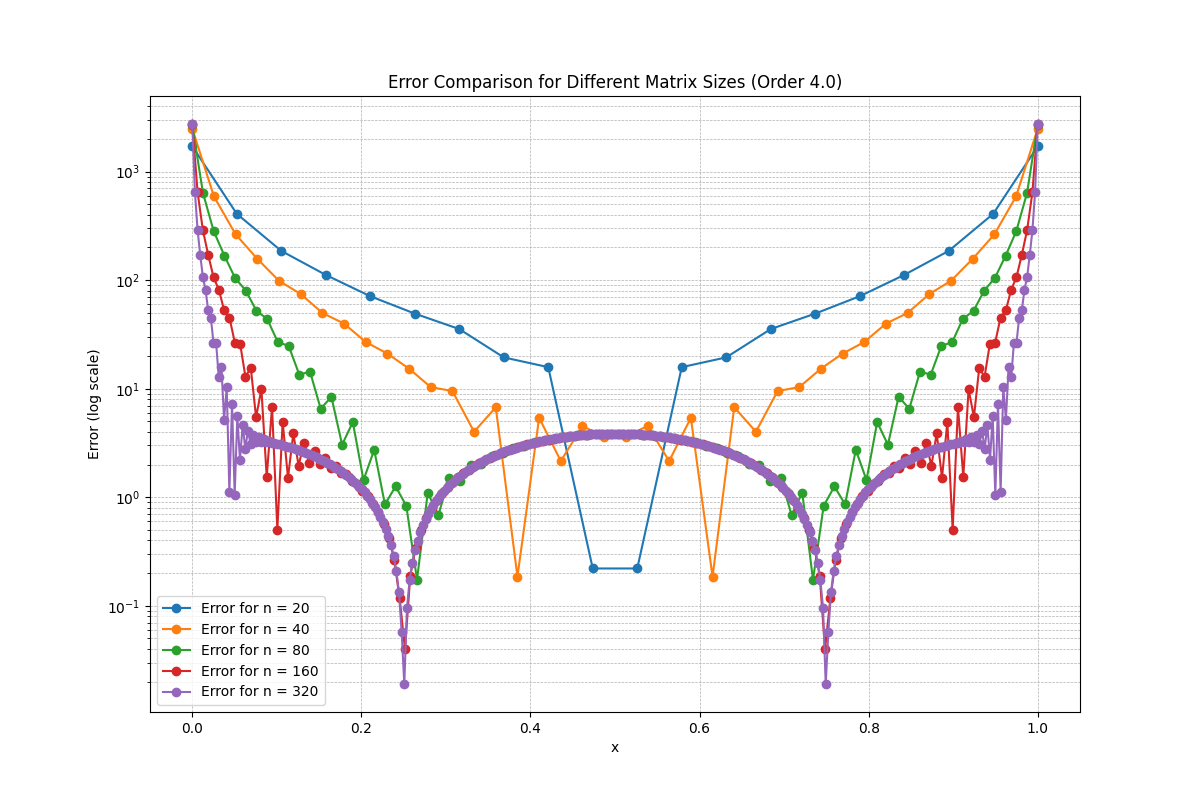 Error Comparison for Different Matrix Sizes (Order 4.0)
Error (log scale)
10³
10²
10¹
10⁰
10⁻¹
Error for n = 20
Error for n = 40
Error for n = 80
Error for n = 160
Error for n = 320
0.0 0.2 0.4 0.6 0.8 1.0
x